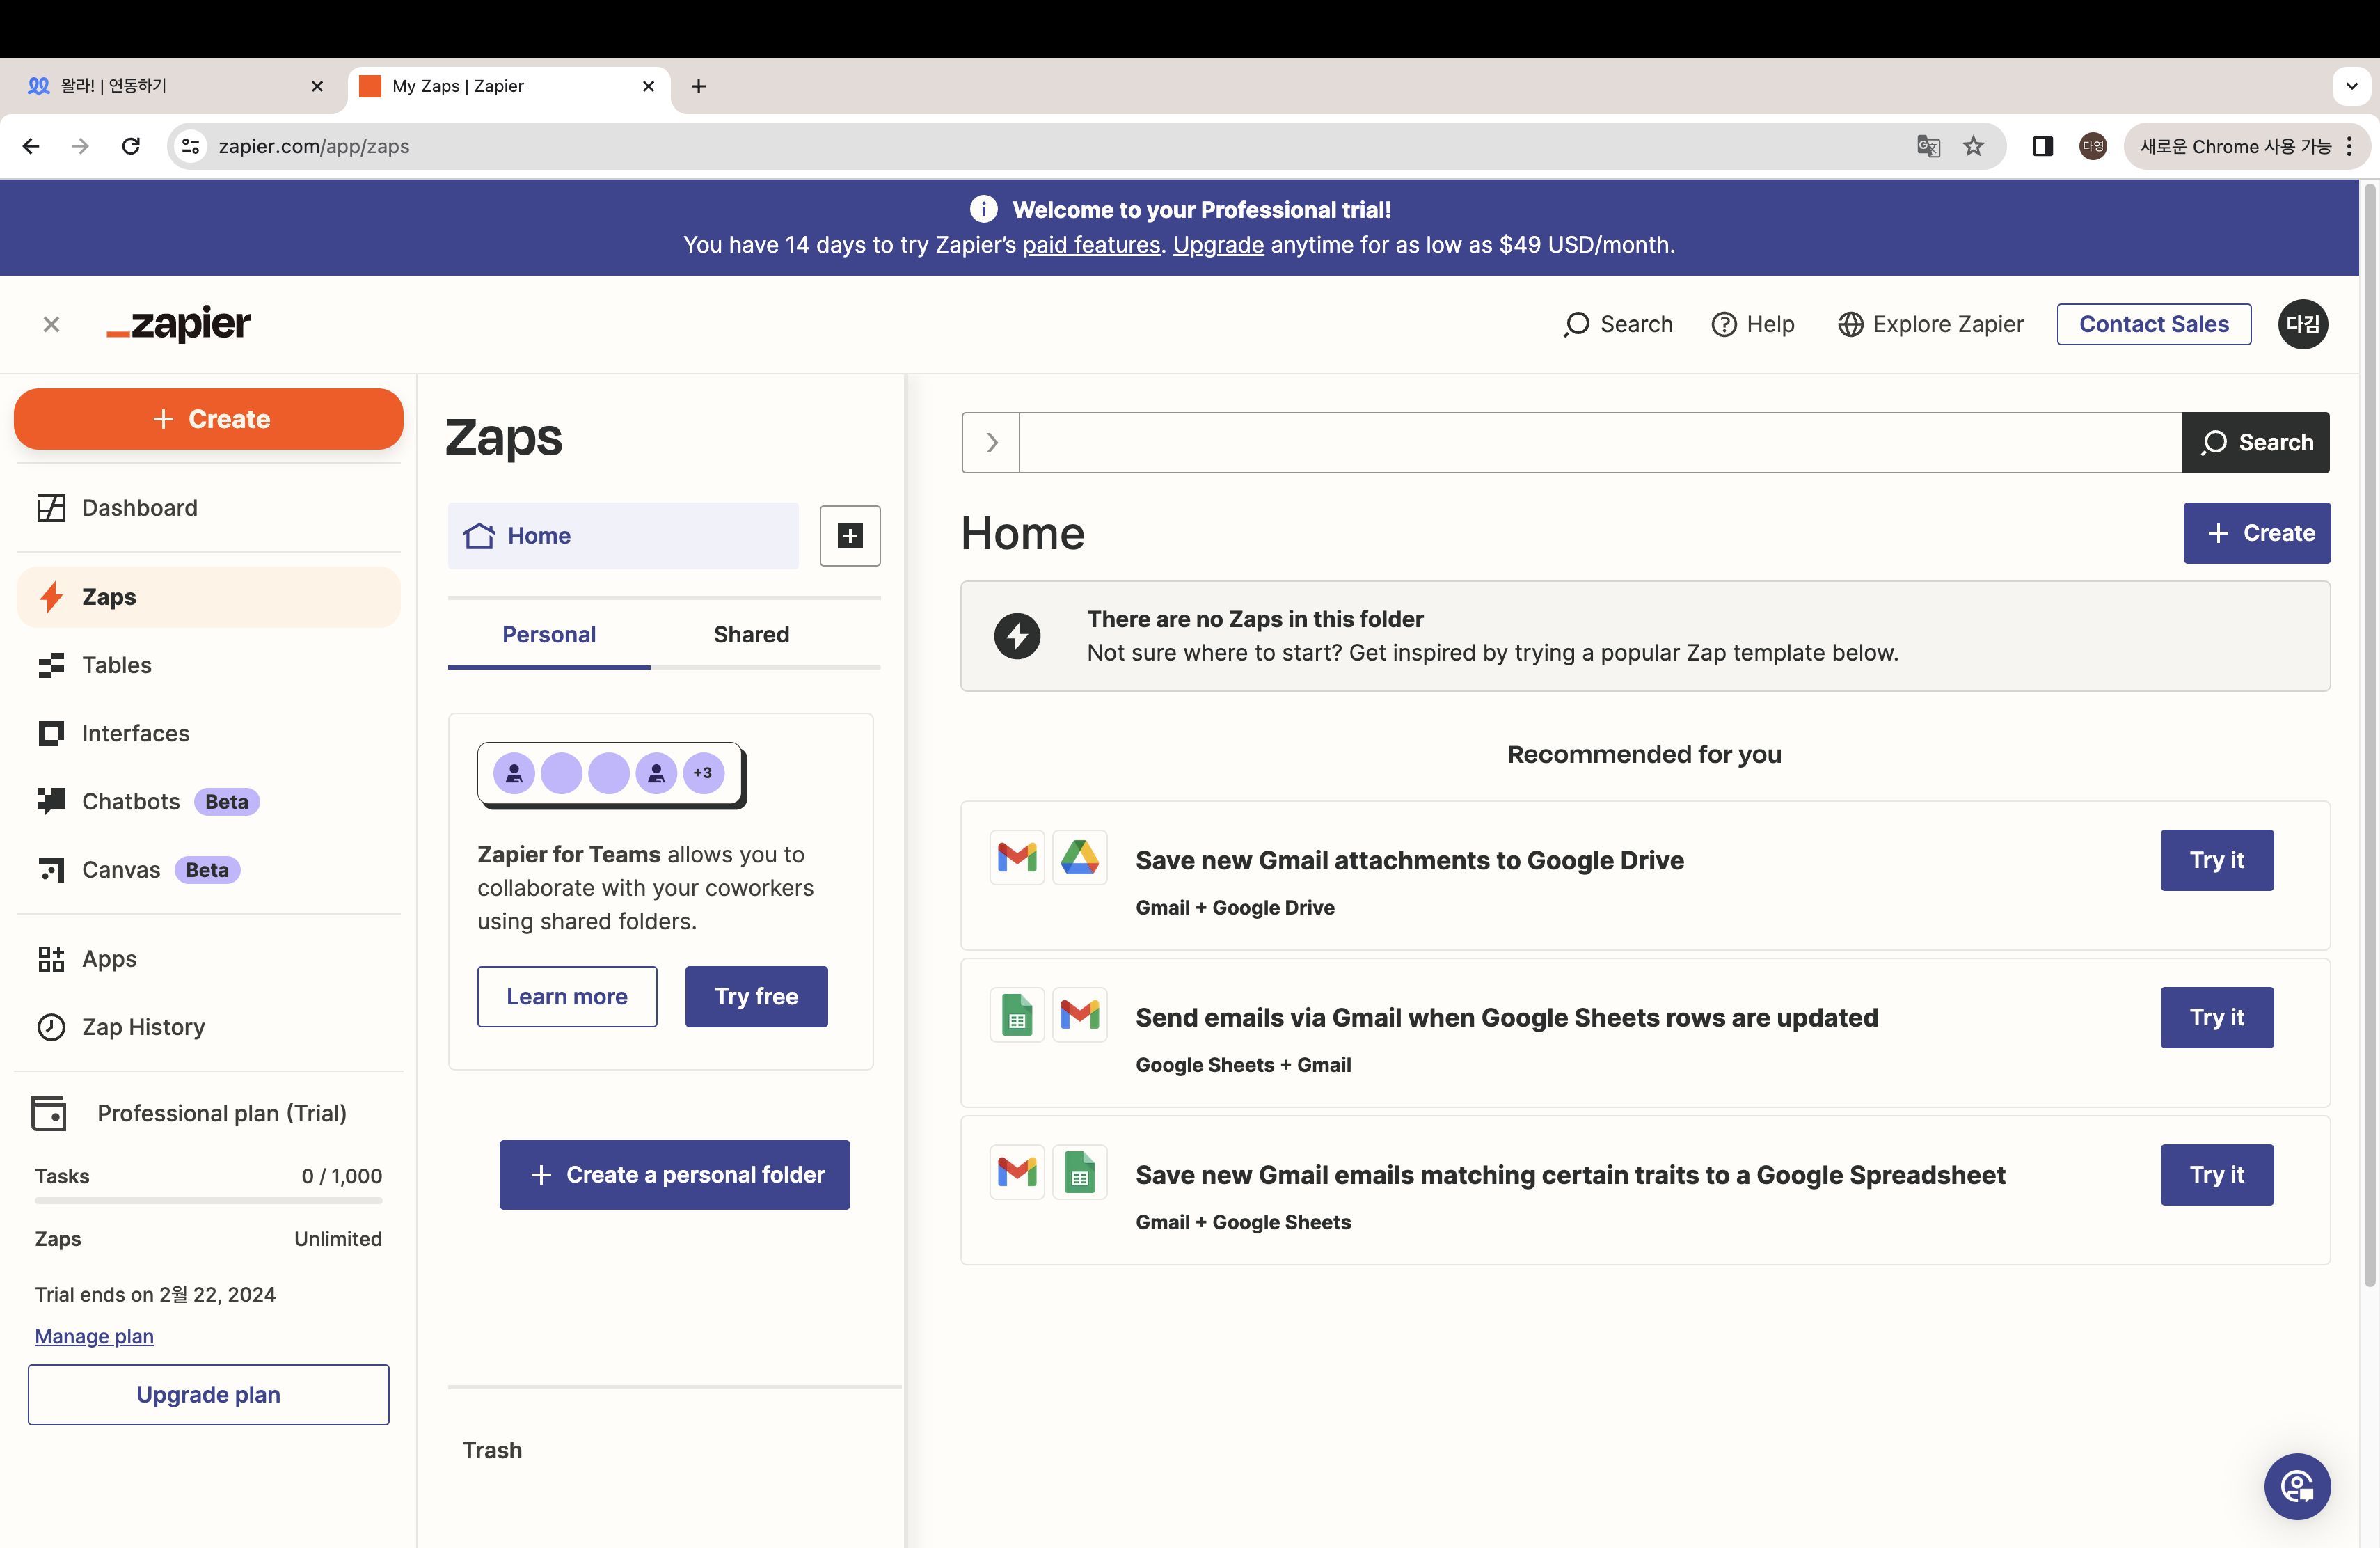 왈라! | 연동하기
My Zaps | Zapier
zapier.com/app/zaps
다영
새로운 Chrome 사용 가능
Welcome to your Professional trial!
You have 14 days to try Zapier's paid features. Upgrade anytime for as low as $49 USD/month.
_zapier
Search
Help
Explore Zapier
Contact Sales
다김
+ Create
Dashboard
Zaps
Tables
Interfaces
Chatbots Beta
Canvas Beta
Apps
Zap History
Professional plan (Trial)
Tasks 0 / 1,000
Zaps Unlimited
Trial ends on 2월 22, 2024
Manage plan
Upgrade plan
Zaps
Home
Personal
Shared
+3
Zapier for Teams allows you to
collaborate with your coworkers
using shared folders.
Learn more
Try free
+ Create a personal folder
Trash
Search
Home
+ Create
There are no Zaps in this folder
Not sure where to start? Get inspired by trying a popular Zap template below.
Recommended for you
Save new Gmail attachments to Google Drive
Gmail + Google Drive
Try it
Send emails via Gmail when Google Sheets rows are updated
Google Sheets + Gmail
Try it
Save new Gmail emails matching certain traits to a Google Spreadsheet
Gmail + Google Sheets
Try it